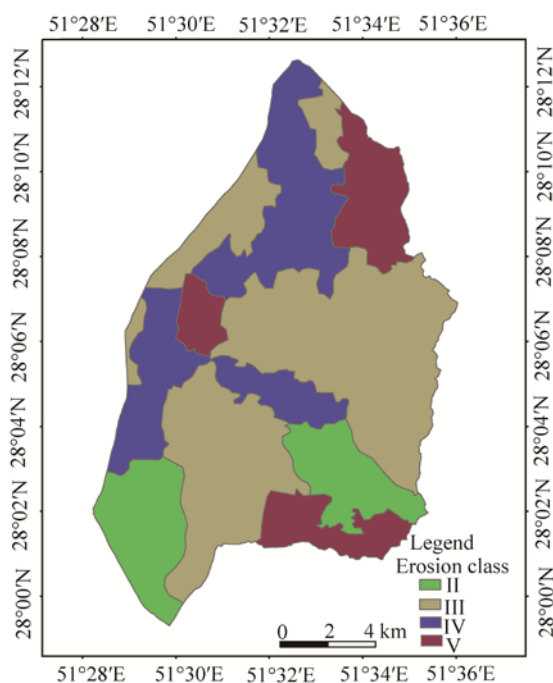 51°28′E 51°30′E 51°32′E 51°34′E 51°36′E
28°12′N 28°12′N
28°10′N 28°10′N
28°08′N 28°08′N
28°06′N 28°06′N
28°04′N 28°04′N
28°02′N 28°02′N
28°00′N 28°00′N
Legend
Erosion class
II
III
IV
V
0 2 4 km
51°28′E 51°30′E 51°32′E 51°34′E 51°36′E